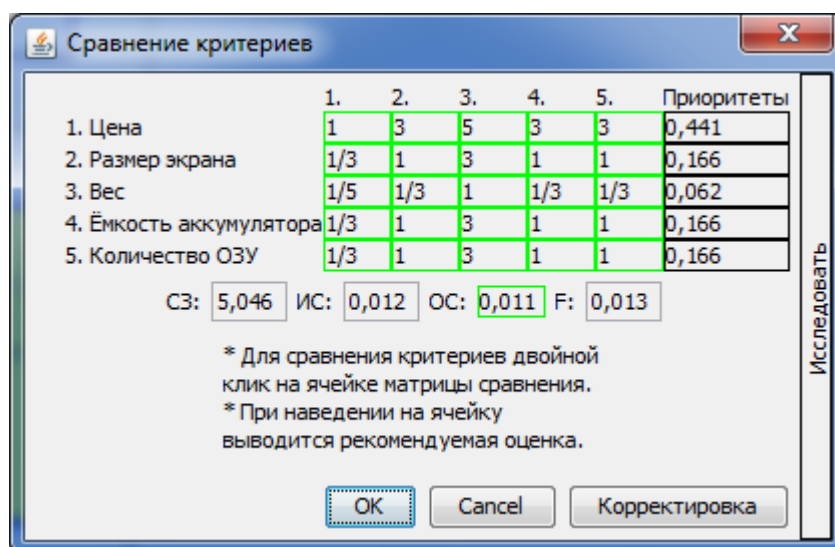 Сравнение критериев
1. 2. 3. 4. 5. Приоритеты
1. Цена 1 3 5 3 3 0,441
2. Размер экрана 1/3 1 3 1 1 0,166
3. Вес 1/5 1/3 1 1/3 1/3 0,062
4. Ёмкость аккумулятора 1/3 1 3 1 1 0,166
5. Количество ОЗУ 1/3 1 3 1 1 0,166
СЗ: 5,046 ИС: 0,012 ОС: 0,011 F: 0,013
* Для сравнения критериев двойной
клик на ячейке матрицы сравнения.
* При наведении на ячейку
выводится рекомендуемая оценка.
OK Cancel Корректировка
Исследовать